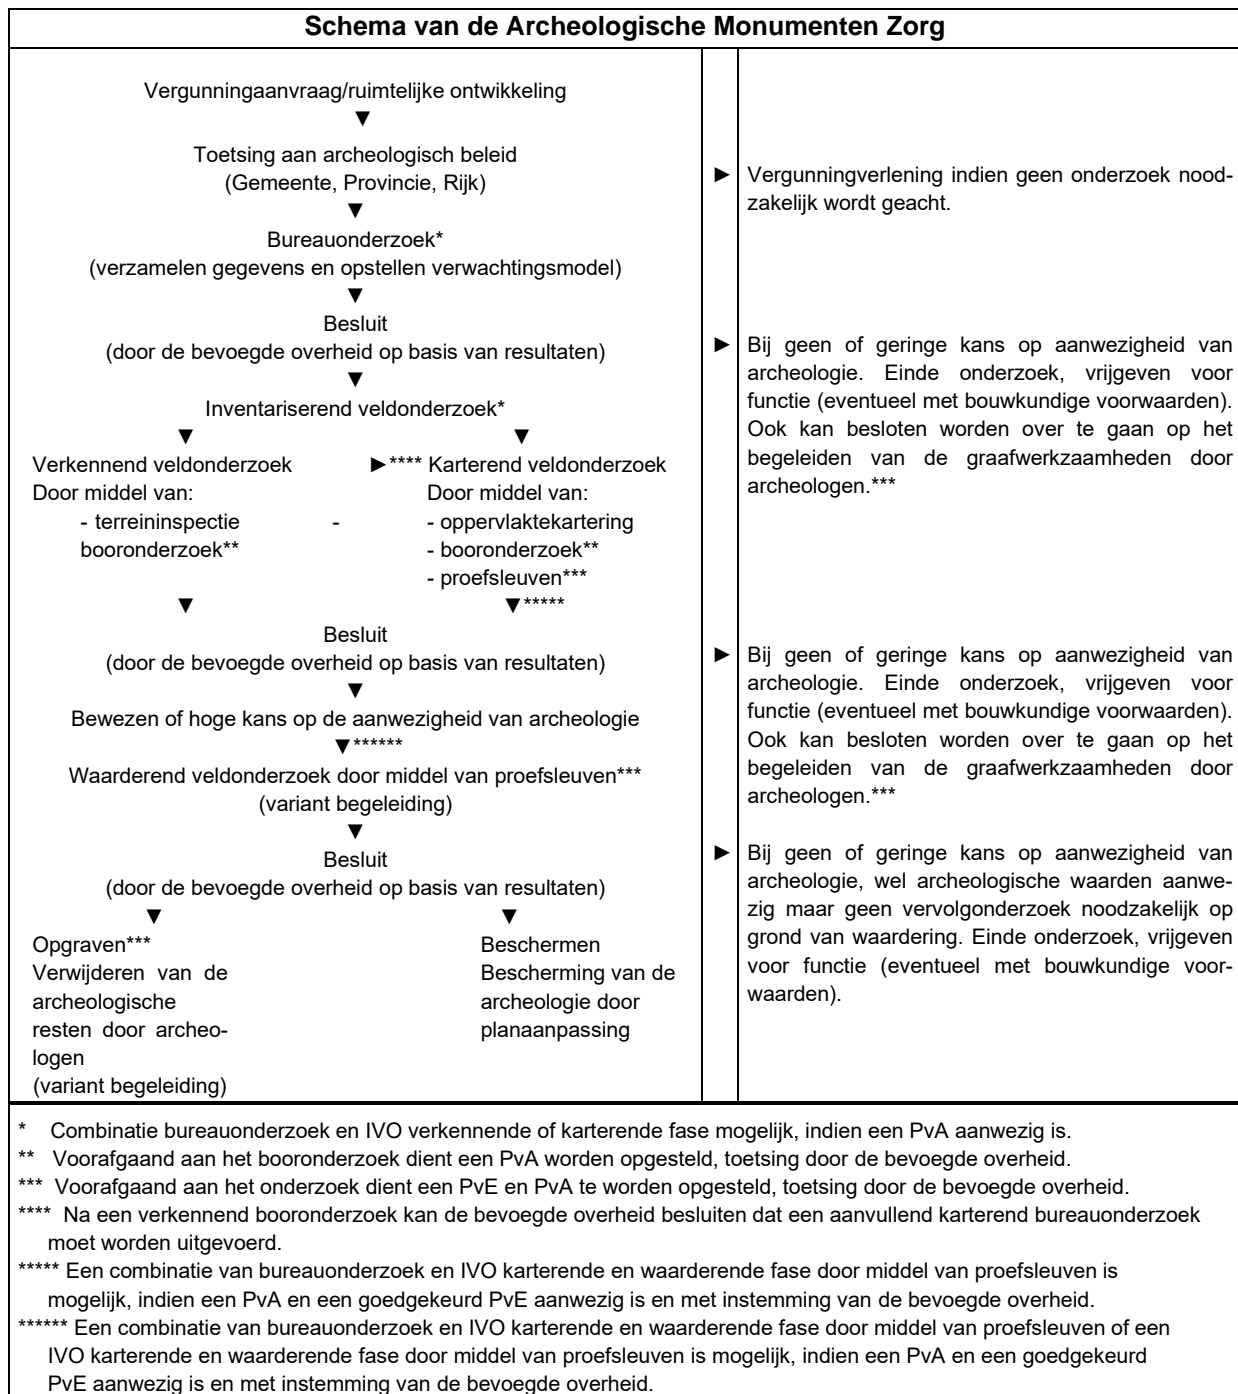 Schema van de Archeologische Monumenten Zorg
Vergunningaanvraag/ruimtelijke ontwikkeling
▼
Toetsing aan archeologisch beleid
(Gemeente, Provincie, Rijk)
▼
► Vergunningverlening indien geen onderzoek nood-
zakelijk wordt geacht.
Bureauonderzoek*
(verzamelen gegevens en opstellen verwachtingsmodel)
▼
Besluit
(door de bevoegde overheid op basis van resultaten)
▼
► Bij geen of geringe kans op aanwezigheid van
archeologie. Einde onderzoek, vrijgeven voor
functie (eventueel met bouwkundige voorwaarden).
Ook kan besloten worden over te gaan op het
begeleiden van de graafwerkzaamheden door
archeologen.***
Inventariserend veldonderzoek*
▼ ▼
Verkennend veldonderzoek ►**** Karterend veldonderzoek
Door middel van: Door middel van:
- terreininspectie - - oppervlaktekartering
booronderzoek** - booronderzoek**
- proefsleuven***
▼ ▼*****
Besluit
(door de bevoegde overheid op basis van resultaten)
▼
► Bij geen of geringe kans op aanwezigheid van
archeologie. Einde onderzoek, vrijgeven voor
functie (eventueel met bouwkundige voorwaarden).
Ook kan besloten worden over te gaan op het
begeleiden van de graafwerkzaamheden door
archeologen.***
Bewezen of hoge kans op de aanwezigheid van archeologie
▼******
Waarderend veldonderzoek door middel van proefsleuven***
(variant begeleiding)
▼
Besluit
(door de bevoegde overheid op basis van resultaten)
▼ ▼
► Bij geen of geringe kans op aanwezigheid van
archeologie, wel archeologische waarden aanwe-
zig maar geen vervolgonderzoek noodzakelijk op
grond van waardering. Einde onderzoek, vrijgeven
voor functie (eventueel met bouwkundige voor-
waarden).
Opgraven***
Verwijderen van de
archeologische
resten door archeo-
logen
(variant begeleiding)
Beschermen
Bescherming van de
archeologie door
planaanpassing
* Combinatie bureauonderzoek en IVO verkennende of karterende fase mogelijk, indien een PvA aanwezig is.
** Voorafgaand aan het booronderzoek dient een PvA worden opgesteld, toetsing door de bevoegde overheid.
*** Voorafgaand aan het onderzoek dient een PvE en PvA te worden opgesteld, toetsing door de bevoegde overheid.
**** Na een verkennend booronderzoek kan de bevoegde overheid besluiten dat een aanvullend karterend bureauonderzoek
moet worden uitgevoerd.
***** Een combinatie van bureauonderzoek en IVO karterende en waarderende fase door middel van proefsleuven is
mogelijk, indien een PvA en een goedgekeurd PvE aanwezig is en met instemming van de bevoegde overheid.
****** Een combinatie van bureauonderzoek en IVO karterende en waarderende fase door middel van proefsleuven of een
IVO karterende en waarderende fase door middel van proefsleuven is mogelijk, indien een PvA en een goedgekeurd
PvE aanwezig is en met instemming van de bevoegde overheid.